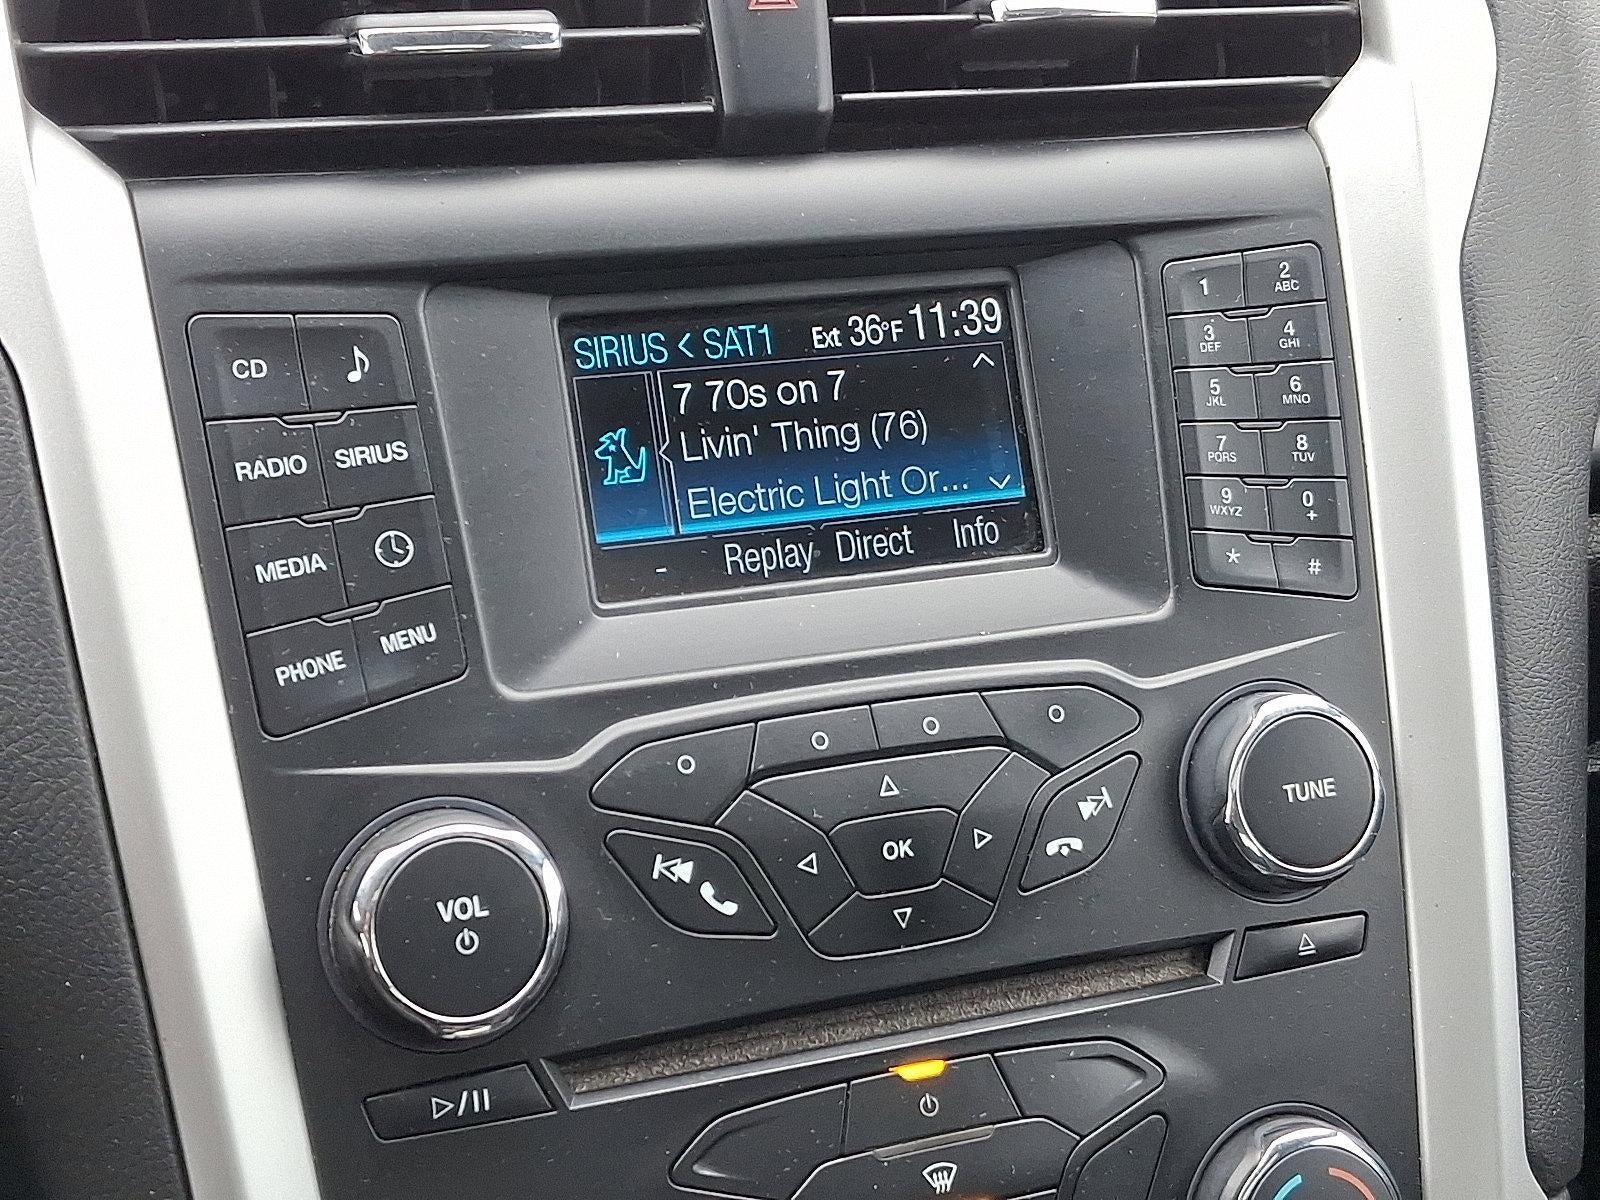 SIRIUS < SAT1 Ext 36°F 11:39
7 70s on 7
Livin' Thing (76)
Electric Light Or...
- Replay Direct Info
CD
RADIO SIRIUS
MEDIA
PHONE MENU
1 2 ABC
3 DEF 4 GHI
5 JKL 6 MNO
7 PQRS 8 TUV
9 WXYZ 0 +
* #
OK
VOL
TUNE